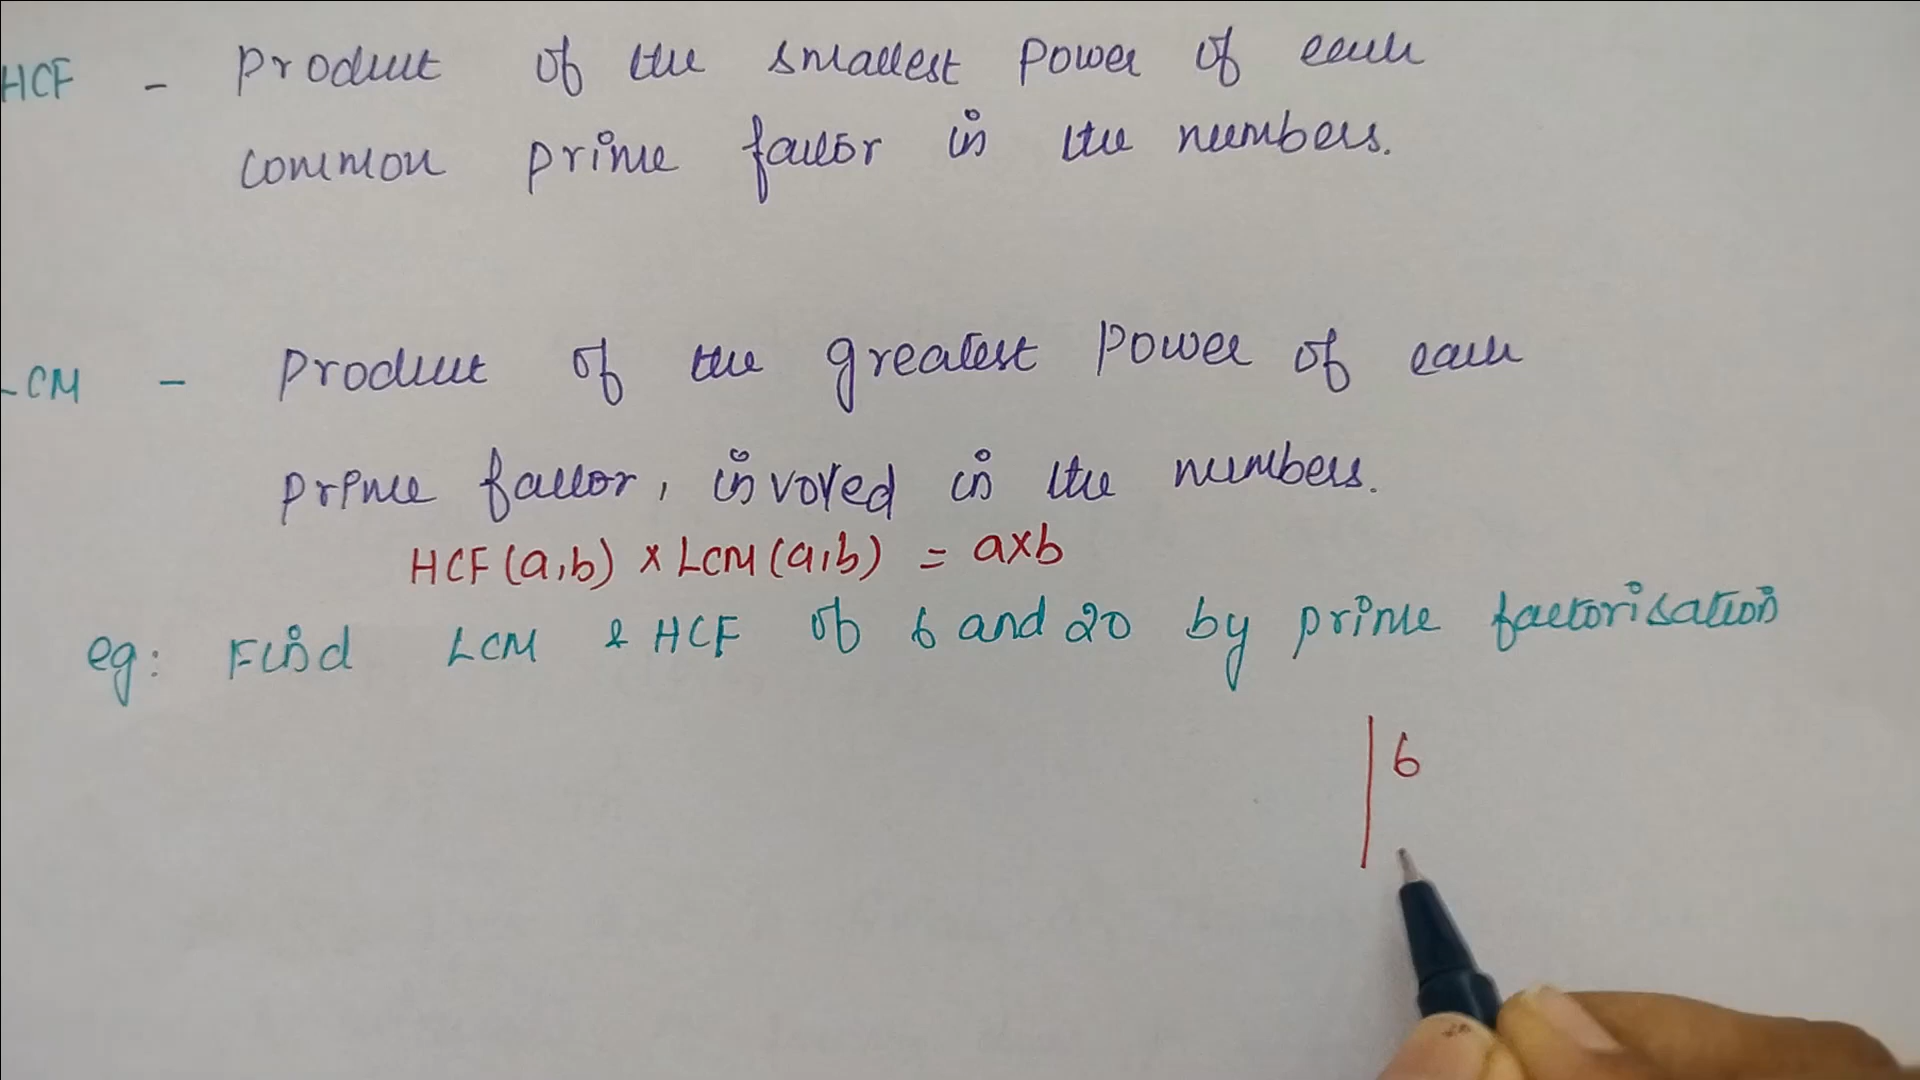 HCF - Product of the smallest Power of each
common prime factor in the numbers.
LCM - Product of the greatest Power of each
prime factor, invoved in the numbers.
HCF(a,b) x LCM(a,b) = axb
eg: Find LCM & HCF of 6 and 20 by prime factorisation
6